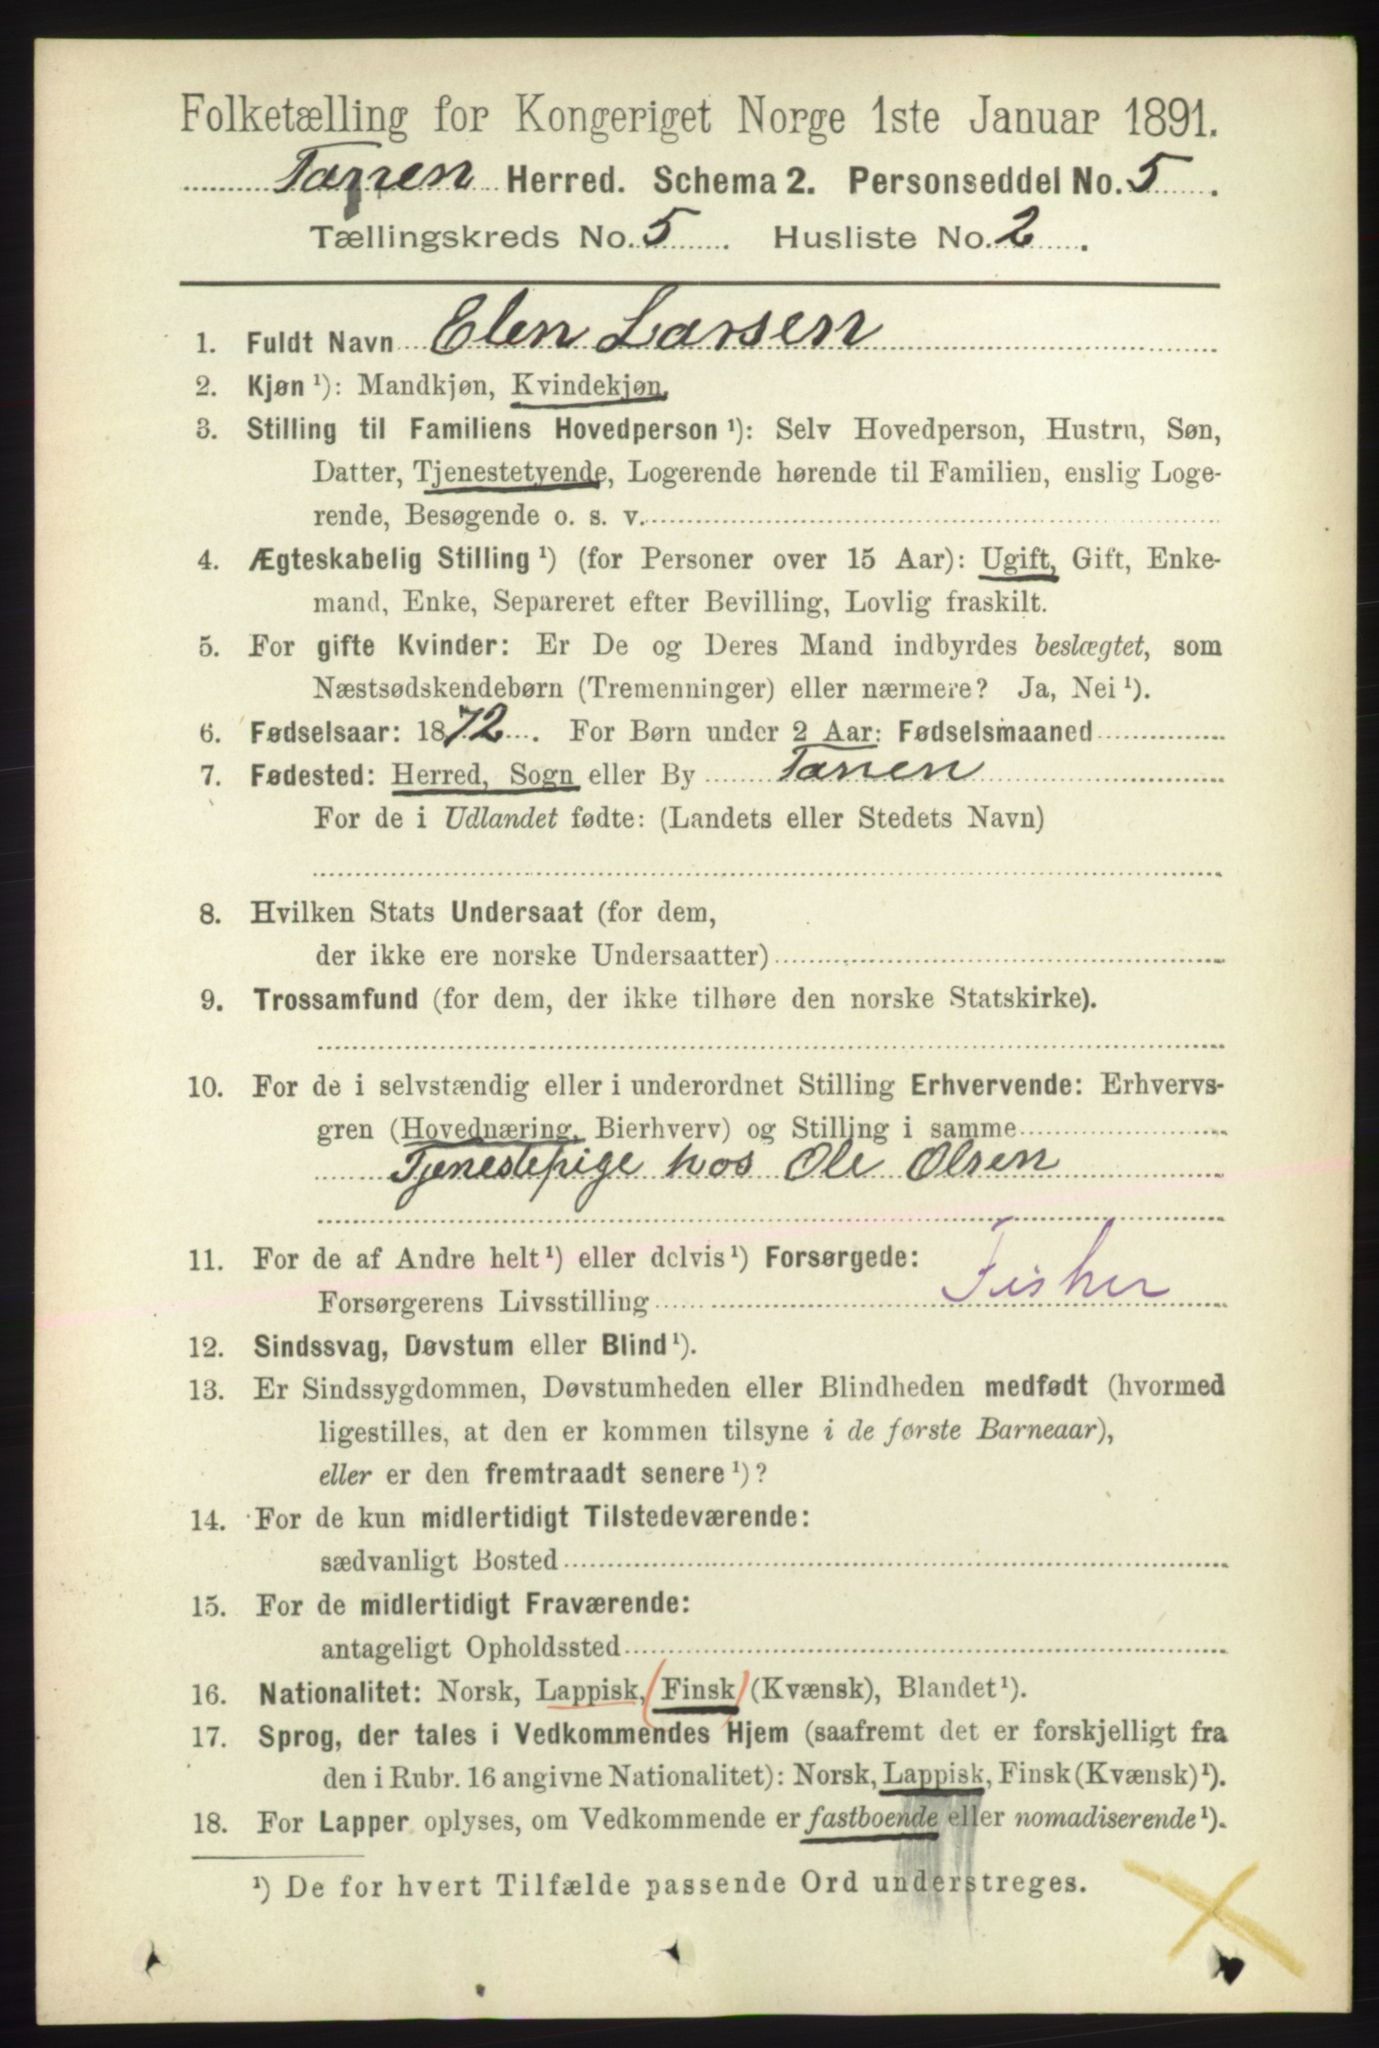 Folketælling for Kongeriget Norge 1ste Januar 1891.
Tanen Herred. Schema 2. Personseddel No. 5.
Tællingskreds No. 5. Husliste No. 2.
1. Fuldt Navn Elen Larsen
2. Kjøn ¹): Mandkjøn, Kvindekjøn.
3. Stilling til Familiens Hovedperson ¹): Selv Hovedperson, Hustru, Søn,
Datter, Tjenestetyende, Logerende hørende til Familien, enslig Loge-
rende, Besøgende o. s. v.
4. Ægteskabelig Stilling ¹) (for Personer over 15 Aar): Ugift, Gift, Enke-
mand, Enke, Separeret efter Bevilling, Lovlig fraskilt.
5. For gifte Kvinder: Er De og Deres Mand indbyrdes beslægtet, som
Næstsødskendebørn (Tremenninger) eller nærmere? Ja, Nei ¹).
6. Fødselsaar: 1872. For Børn under 2 Aar: Fødselsmaaned
7. Fødested: Herred, Sogn eller By Tanen
For de i Udlandet fødte: (Landets eller Stedets Navn)
8. Hvilken Stats Undersaat (for dem,
der ikke ere norske Undersaatter)
9. Trossamfund (for dem, der ikke tilhøre den norske Statskirke).
10. For de i selvstændig eller i underordnet Stilling Erhvervende: Erhvervs-
gren (Hovednæring, Bierhverv) og Stilling i samme
Tjenestepige hos Ole Olsen
11. For de af Andre helt ¹) eller delvis ¹) Forsørgede:
Forsørgerens Livsstilling Fisker
12. Sindssvag, Døvstum eller Blind ¹).
13. Er Sindssygdommen, Døvstumheden eller Blindheden medfødt (hvormed
ligestilles, at den er kommen tilsyne i de første Barneaar),
eller er den fremtraadt senere ¹)?
14. For de kun midlertidigt Tilstedeværende:
sædvanligt Bosted
15. For de midlertidigt Fraværende:
antageligt Opholdssted
16. Nationalitet: Norsk, Lappisk, (Finsk) (Kvænsk), Blandet ¹).
17. Sprog, der tales i Vedkommendes Hjem (saafremt det er forskjelligt fra
den i Rubr. 16 angivne Nationalitet): Norsk, Lappisk, Finsk (Kvænsk) ¹).
18. For Lapper oplyses, om Vedkommende er fastboende eller nomadiserende ¹).
¹) De for hvert Tilfælde passende Ord understreges.